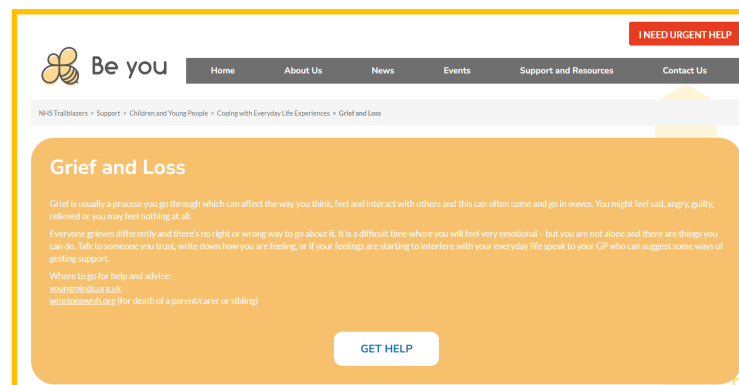 I NEED URGENT HELP
Be you
Home About Us News Events Support and Resources Contact Us
NHS Trailblazers > Support > Children and Young People > Coping with Everyday Life Experiences > Grief and Loss
Grief and Loss
Grief is usually a process you go through which can affect the way you think, feel and interact with others and this can often come and go in waves. You might feel sad, angry, guilty,
relieved or you may feel nothing at all.
Everyone grieves differently and there's no right or wrong way to go about it. It is a difficult time where you will feel very emotional – but you are not alone and there are things you
can do. Talk to someone you trust, write down how you are feeling, or if your feelings are starting to interfere with your everyday life speak to your GP who can suggest some ways of
getting support.
Where to go for help and advice:
youngminds.org.uk
winstonswish.org (for death of a parent/carer or sibling)
GET HELP